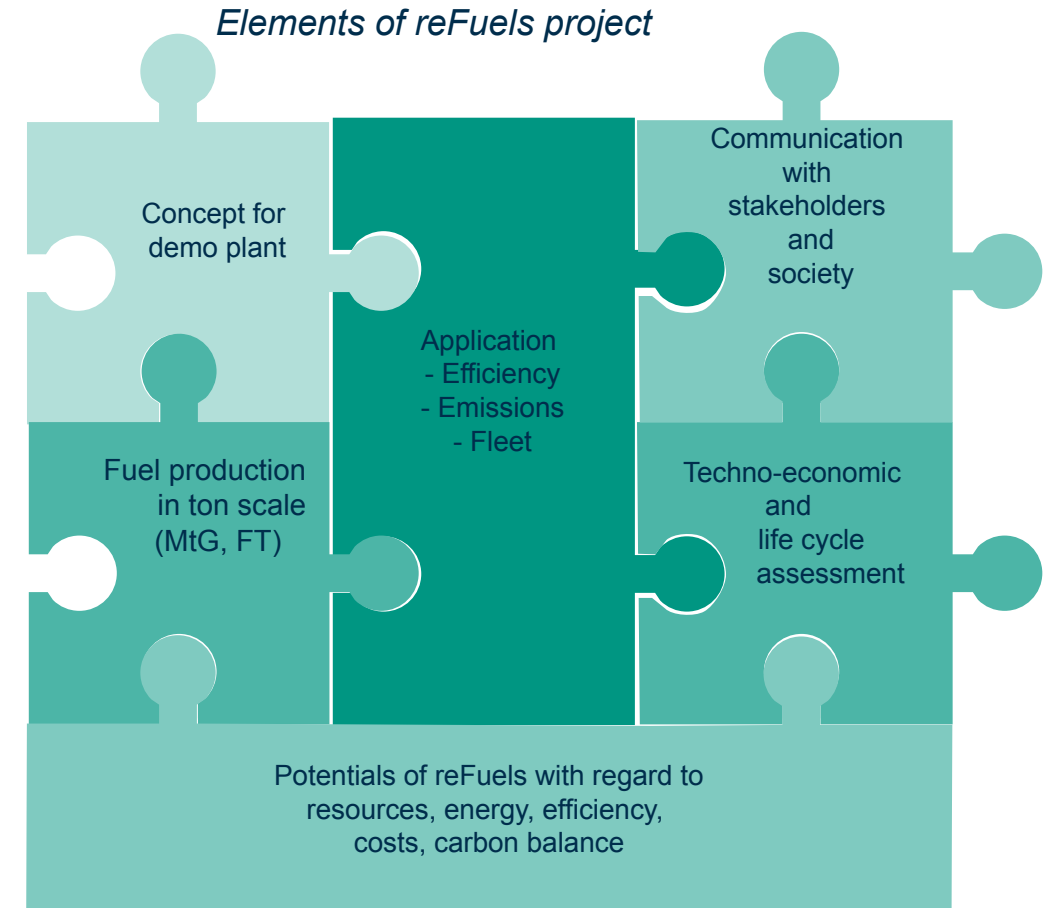 Elements of reFuels project
Concept for
demo plant
Communication
with
stakeholders
and
society
Application
- Efficiency
- Emissions
- Fleet
Fuel production
in ton scale
(MtG, FT)
Techno-economic
and
life cycle
assessment
Potentials of reFuels with regard to
resources, energy, efficiency,
costs, carbon balance